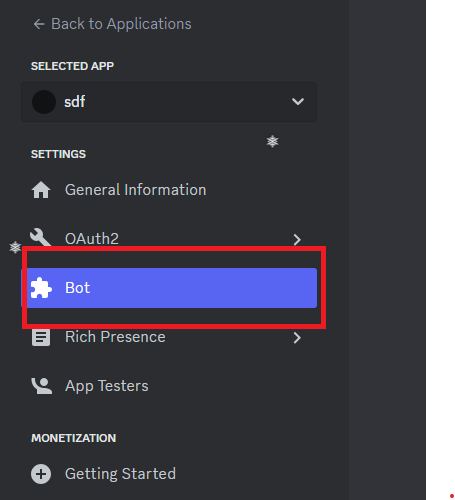 Back to Applications
SELECTED APP
sdf
SETTINGS
General Information
OAuth2
Bot
Rich Presence
App Testers
MONETIZATION
Getting Started